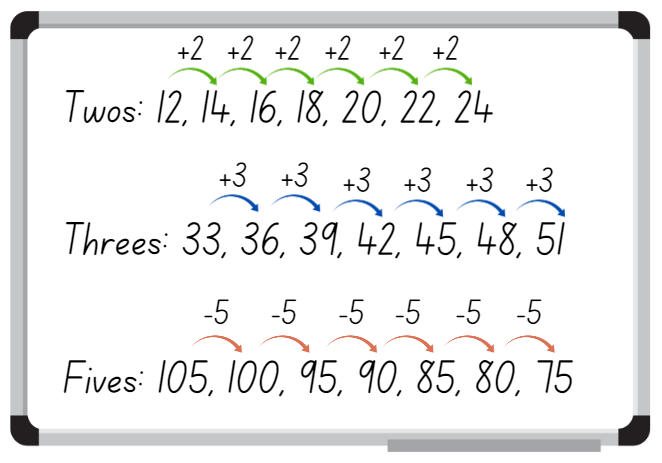 +2 +2 +2 +2 +2 +2
Twos: 12, 14, 16, 18, 20, 22, 24
+3 +3 +3 +3 +3 +3
Threes: 33, 36, 39, 42, 45, 48, 51
-5 -5 -5 -5 -5 -5
Fives: 105, 100, 95, 90, 85, 80, 75